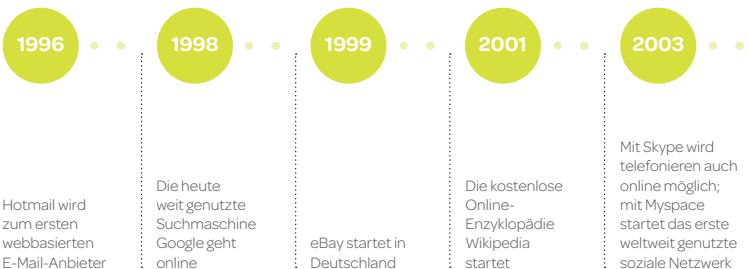 1996
1998
1999
2001
2003
Hotmail wird
zum ersten
webbasierten
E-Mail-Anbieter
Die heute
weit genutzte
Suchmaschine
Google geht
online
eBay startet in
Deutschland
Die kostenlose
Online-
Enzyklopädie
Wikipedia
startet
Mit Skype wird
telefonieren auch
online möglich;
mit Myspace
startet das erste
weltweit genutzte
soziale Netzwerk